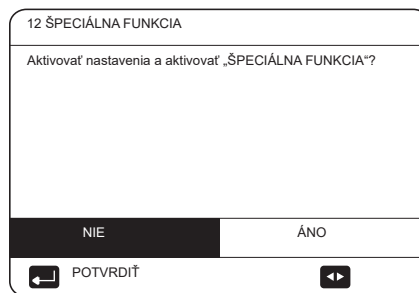 12 ŠPECIÁLNA FUNKCIA
Aktivovať nastavenia a aktivovať „ŠPECIÁLNA FUNKCIA“?
NIE ÁNO
POTVRDIŤ